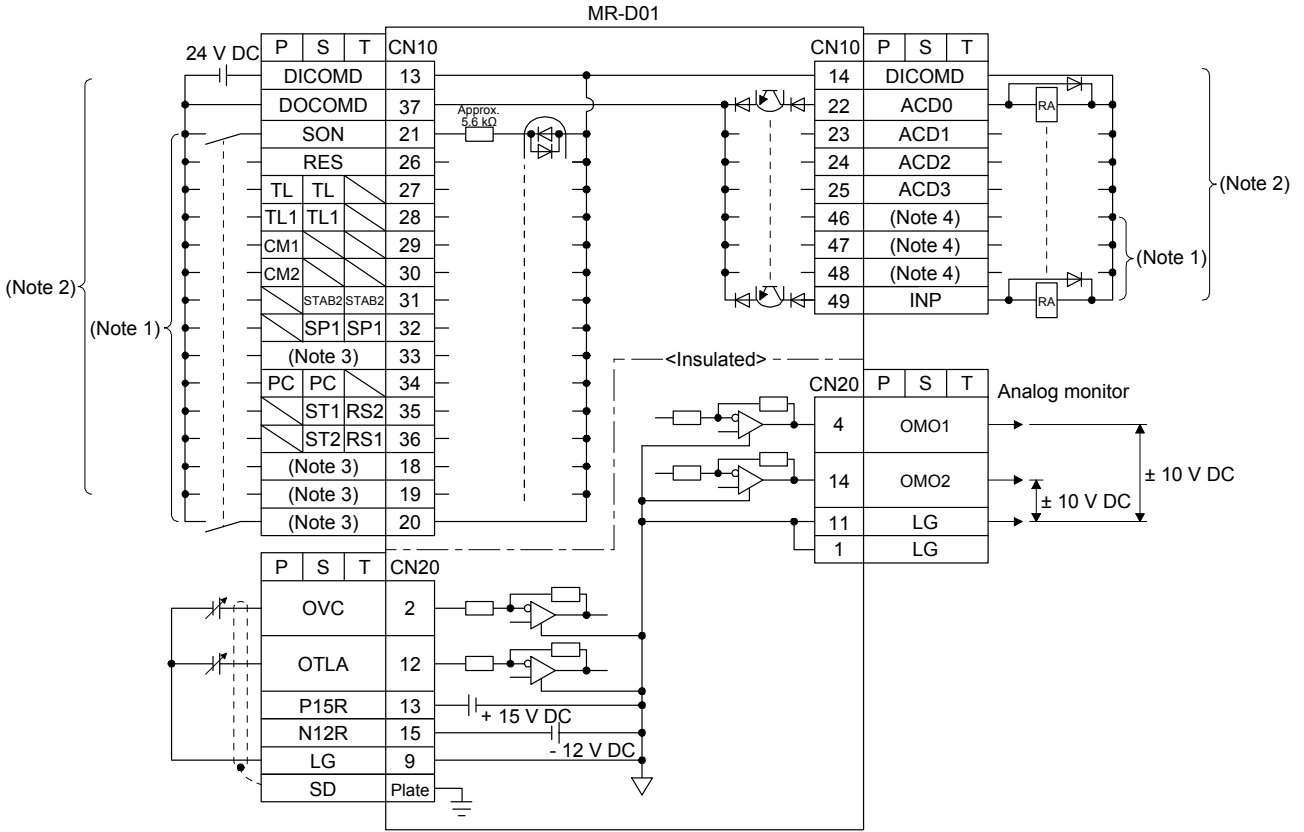 MR-D01
24 V DC
P S T CN10
DICOMD 13
DOCOMD 37
SON 21
RES 26
TL TL 27
TL1 TL1 28
CM1 29
CM2 30
STAB2 STAB2 31
SP1 SP1 32
(Note 3) 33
PC PC 34
ST1 RS2 35
ST2 RS1 36
(Note 3) 18
(Note 3) 19
(Note 3) 20
(Note 2)
(Note 1)
Approx.
5.6 kΩ
CN10 P S T
14 DICOMD
22 ACD0
23 ACD1
24 ACD2
25 ACD3
46 (Note 4)
47 (Note 4)
48 (Note 4)
49 INP
RA
RA
(Note 2)
(Note 1)
<Insulated>
CN20 P S T
Analog monitor
4 OMO1
14 OMO2
11 LG
1 LG
± 10 V DC
± 10 V DC
P S T CN20
OVC 2
OTLA 12
P15R 13
N12R 15
LG 9
SD Plate
+ 15 V DC
- 12 V DC